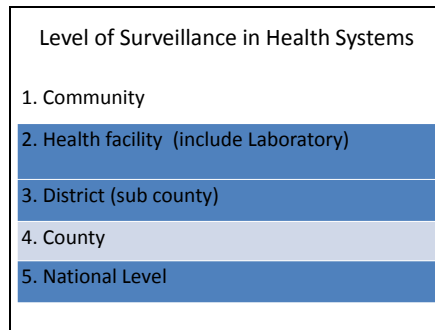 Level of Surveillance in Health Systems
1. Community
2. Health facility (include Laboratory)
3. District (sub county)
4. County
5. National Level